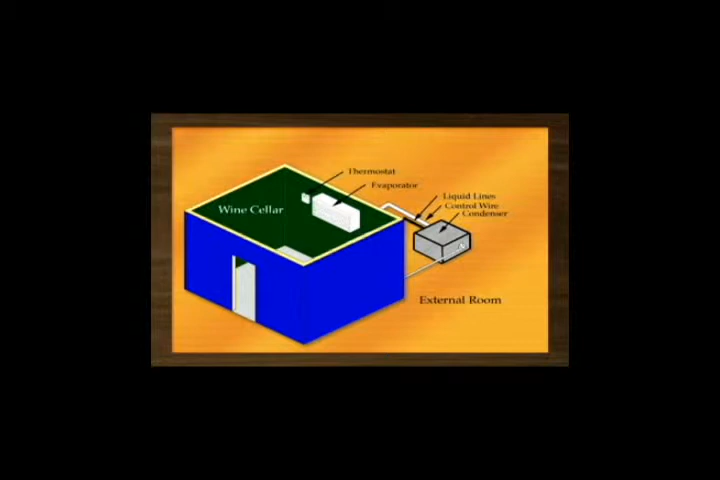 Thermostat
Evaporator
Liquid Lines
Control Wire
Condenser
Wine Cellar
External Room